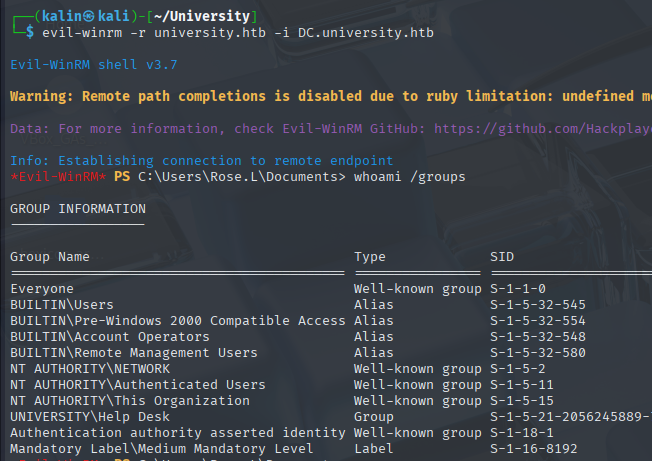 ┌──(kalin㉿kali)-[~/University]
└─$ evil-winrm -r university.htb -i DC.university.htb
Evil-WinRM shell v3.7
Warning: Remote path completions is disabled due to ruby limitation: undefined
Data: For more information, check Evil-WinRM GitHub: https://github.com/Hackplaye
Info: Establishing connection to remote endpoint
*Evil-WinRM* PS C:\Users\Rose.L\Documents> whoami /groups
GROUP INFORMATION
Group Name Type SID
Everyone Well-known group S-1-1-0
BUILTIN\Users Alias S-1-5-32-545
BUILTIN\Pre-Windows 2000 Compatible Access Alias S-1-5-32-554
BUILTIN\Account Operators Alias S-1-5-32-548
BUILTIN\Remote Management Users Alias S-1-5-32-580
NT AUTHORITY\NETWORK Well-known group S-1-5-2
NT AUTHORITY\Authenticated Users Well-known group S-1-5-11
NT AUTHORITY\This Organization Well-known group S-1-5-15
UNIVERSITY\Help Desk Group S-1-5-21-2056245889-
Authentication authority asserted identity Well-known group S-1-18-1
Mandatory Label\Medium Mandatory Level Label S-1-16-8192